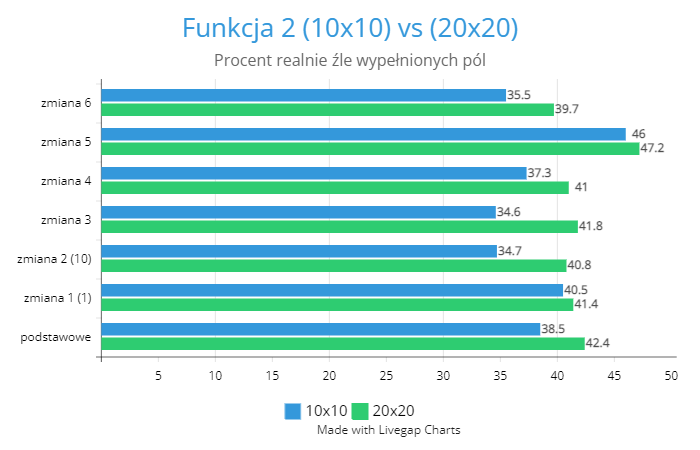 Funkcja 2 (10x10) vs (20x20)
Procent realnie źle wypełnionych pól
zmiana 6
35.5
39.7
zmiana 5
46
47.2
zmiana 4
37.3
41
zmiana 3
34.6
41.8
zmiana 2 (10)
34.7
40.8
zmiana 1 (1)
40.5
41.4
podstawowe
38.5
42.4
5 10 15 20 25 30 35 40 45 50
10x10 20x20
Made with Livegap Charts